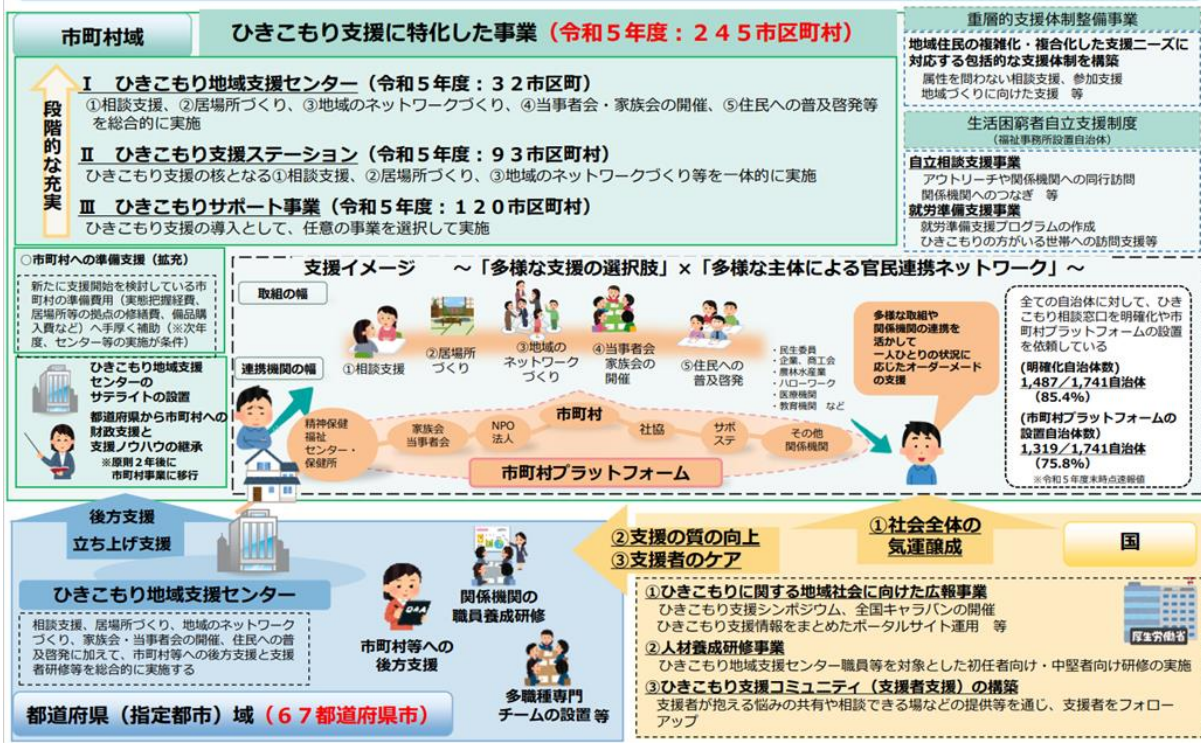 市町村域
ひきこもり支援に特化した事業（令和５年度：２４５市区町村）
段階的な充実
Ⅰ　ひきこもり地域支援センター（令和５年度：３２市区町）
①相談支援、②居場所づくり、③地域のネットワークづくり、④当事者会・家族会の開催、⑤住民への普及啓発等
を総合的に実施
Ⅱ　ひきこもり支援ステーション（令和５年度：９３市区町村）
ひきこもり支援の核となる①相談支援、②居場所づくり、③地域のネットワークづくり等を一体的に実施
Ⅲ　ひきこもりサポート事業（令和５年度：１２０市区町村）
ひきこもり支援の導入として、任意の事業を選択して実施
重層的支援体制整備事業
地域住民の複雑化・複合化した支援ニーズに
対応する包括的な支援体制を構築
属性を問わない相談支援、参加支援
地域づくりに向けた支援　等
生活困窮者自立支援制度
（福祉事務所設置自治体）
自立相談支援事業
アウトリーチや関係機関への同行訪問
関係機関へのつなぎ　等
就労準備支援事業
就労準備支援プログラムの作成
ひきこもりの方がいる世帯への訪問支援等
○市町村への準備支援（拡充）
新たに支援開始を検討している市
町村の準備費用（実態把握経費、
居場所等の拠点の修繕費、備品購
入費など）へ手厚く補助（※次年
度、センター等の実施が条件）
ひきこもり地域支援
センターの
サテライトの設置
都道府県から市町村への
財政支援と
支援ノウハウの継承
※原則２年後に
市町村事業に移行
支援イメージ　～「多様な支援の選択肢」×「多様な主体による官民連携ネットワーク」～
取組の幅
①相談支援
②居場所
づくり
③地域の
ネットワーク
づくり
④当事者会
家族会の
開催
⑤住民への
普及啓発
連携機関の幅
・民生委員
・企業、商工会
・農林水産業
・ハローワーク
・医療機関
・教育機関　など
多様な取組や
関係機関の連携を
活かして
一人ひとりの状況に
応じたオーダーメード
の支援
精神保健
福祉
センター・
保健所
家族会
当事者会
NPO
法人
市町村
社協
サポ
ステ
その他
関係機関
市町村プラットフォーム
全ての自治体に対して、ひき
こもり相談窓口を明確化や市
町村プラットフォームの設置
を依頼している
(明確化自治体数)
1,487／1,741自治体
（85.4％）
(市町村プラットフォームの
設置自治体数）
1,319／1,741自治体
（75.8％）
※令和５年度末時点速報値
後方支援
立ち上げ支援
ひきこもり地域支援センター
相談支援、居場所づくり、地域のネットワーク
づくり、家族会・当事者会の開催、住民への普
及啓発に加えて、市町村等への後方支援と支援
者研修等を総合的に実施する
Q&A
市町村等への
後方支援
関係機関の
職員養成研修
多職種専門
チームの設置 等
都道府県（指定都市）域（６７都道府県市）
②支援の質の向上
③支援者のケア
①社会全体の
気運醸成
国
①ひきこもりに関する地域社会に向けた広報事業
ひきこもり支援シンポジウム、全国キャラバンの開催
ひきこもり支援情報をまとめたポータルサイト運用　等
②人材養成研修事業
ひきこもり地域支援センター職員等を対象とした初任者向け・中堅者向け研修の実施
③ひきこもり支援コミュニティ（支援者支援）の構築
支援者が抱える悩みの共有や相談できる場などの提供等を通じ、支援者をフォロー
アップ
厚生労働省